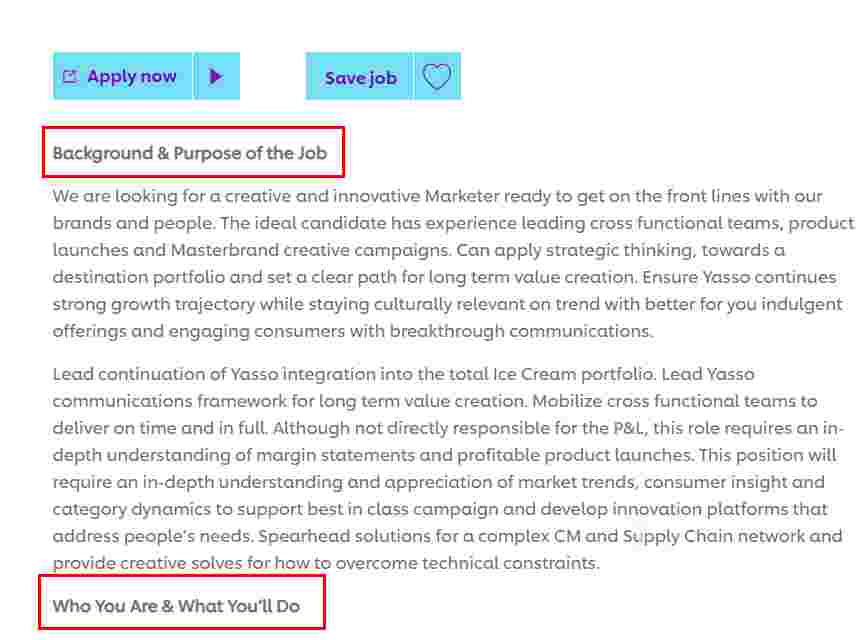 Apply now
Save job
Background & Purpose of the Job
We are looking for a creative and innovative Marketer ready to get on the front lines with our
brands and people. The ideal candidate has experience leading cross functional teams, product
launches and Masterbrand creative campaigns. Can apply strategic thinking, towards a
destination portfolio and set a clear path for long term value creation. Ensure Yasso continues
strong growth trajectory while staying culturally relevant on trend with better for you indulgent
offerings and engaging consumers with breakthrough communications.
Lead continuation of Yasso integration into the total Ice Cream portfolio. Lead Yasso
communications framework for long term value creation. Mobilize cross functional teams to
deliver on time and in full. Although not directly responsible for the P&L, this role requires an in-
depth understanding of margin statements and profitable product launches. This position will
require an in-depth understanding and appreciation of market trends, consumer insight and
category dynamics to support best in class campaign and develop innovation platforms that
address people's needs. Spearhead solutions for a complex CM and Supply Chain network and
provide creative solves for how to overcome technical constraints.
Who You Are & What You'll Do